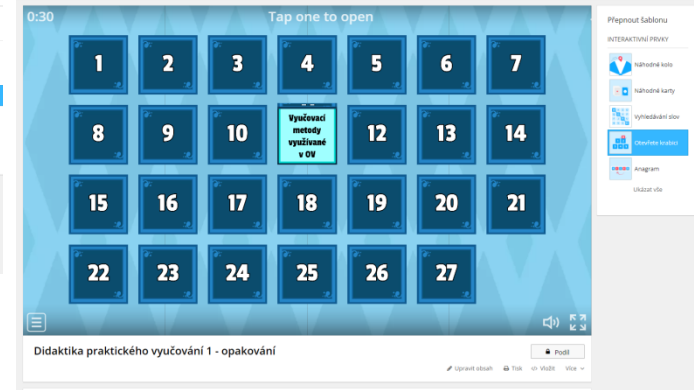 0:30
Tap one to open
1 2 3 4 5 6 7
8 9 10 Vyučovací metody využívané v OV 12 13 14
15 16 17 18 19 20 21
22 23 24 25 26 27
Didaktika praktického vyučování 1 - opakování
Podíl
Upravit obsah Tisk Vložit Více
Přepnout šablonu
INTERAKTIVNÍ PRVKY
Náhodné kolo
Náhodné karty
Vyhledávání slov
Otevřete krabici
Anagram
Ukázat vše